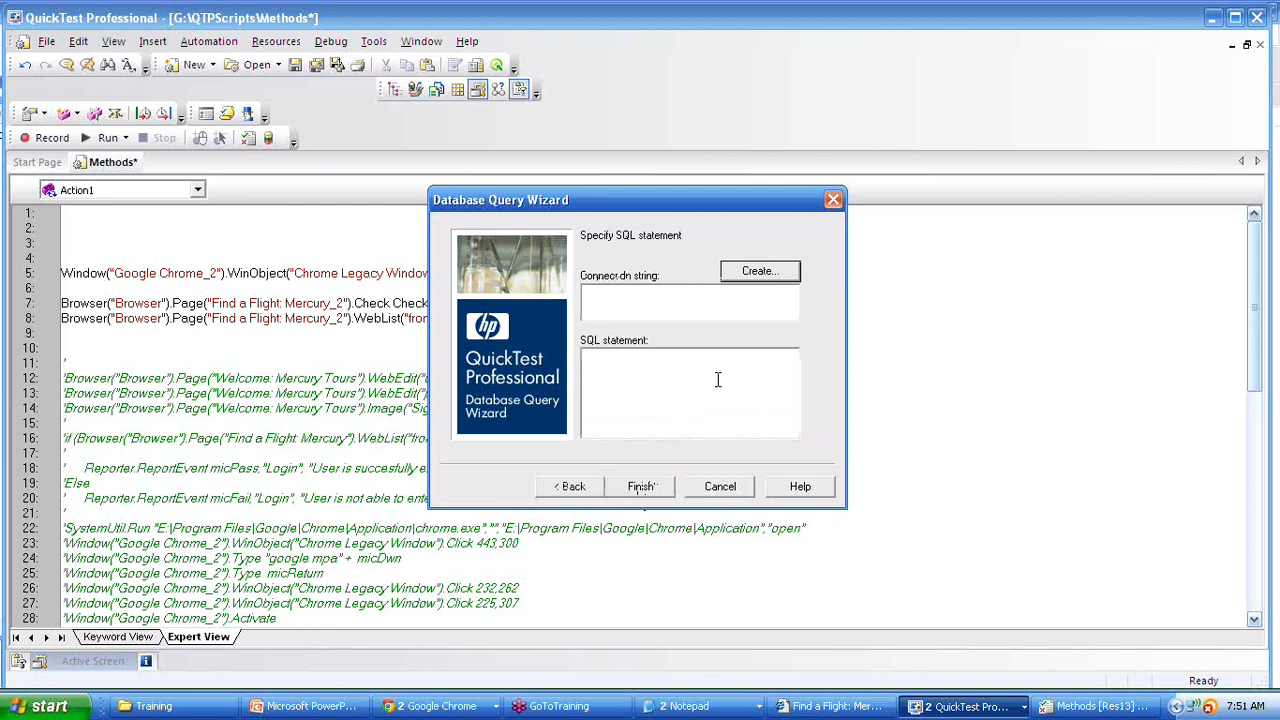 QuickTest Professional - [G:\QTPScripts\Methods*]
File Edit View Insert Automation Resources Debug Tools Window Help
New Open
Record Run Stop
Start Page Methods*
Action1
1:
2:
3:
4:
5: Window("Google Chrome_2").WinObject("Chrome Legacy Window
6:
7: Browser("Browser").Page("Find a Flight: Mercury_2").Check Check
8: Browser("Browser").Page("Find a Flight: Mercury_2").WebList("fro
9:
10:
11: '
12: 'Browser("Browser").Page("Welcome: Mercury Tours").WebEdit("
13: 'Browser("Browser").Page("Welcome: Mercury Tours").WebEdit("
14: 'Browser("Browser").Page("Welcome: Mercury Tours").Image("Sig
15: '
16: 'if (Browser("Browser").Page("Find a Flight: Mercury").WebList("fro
17: '
18: ' Reporter.ReportEvent micPass,"Login", "User is succesfully e
19: 'Else
20: ' Reporter.ReportEvent micFail,"Login", "User is not able to ente
21: '
22: 'SystemUtil.Run "E:\Program Files\Google\Chrome\Application\chrome.exe","","E:\Program Files\Google\Chrome\Application","open"
23: 'Window("Google Chrome_2").WinObject("Chrome Legacy Window").Click 443,300
24: 'Window("Google Chrome_2").Type "google mpa" + micDwn
25: 'Window("Google Chrome_2").Type micReturn
26: 'Window("Google Chrome_2").WinObject("Chrome Legacy Window").Click 232,262
27: 'Window("Google Chrome_2").WinObject("Chrome Legacy Window").Click 225,307
28: 'Window("Google Chrome_2").Activate
Database Query Wizard
Specify SQL statement
Connection string:
Create...
SQL statement:
hp
QuickTest
Professional
Database Query
Wizard
< Back Finish Cancel Help
Keyword View Expert View
Active Screen
Ready
start Training Microsoft PowerP... 2 Google Chrome GoToTraining 2 Notepad Find a Flight: Mer... 2 QuickTest Pro... Methods [Res13] ... 7:51 AM